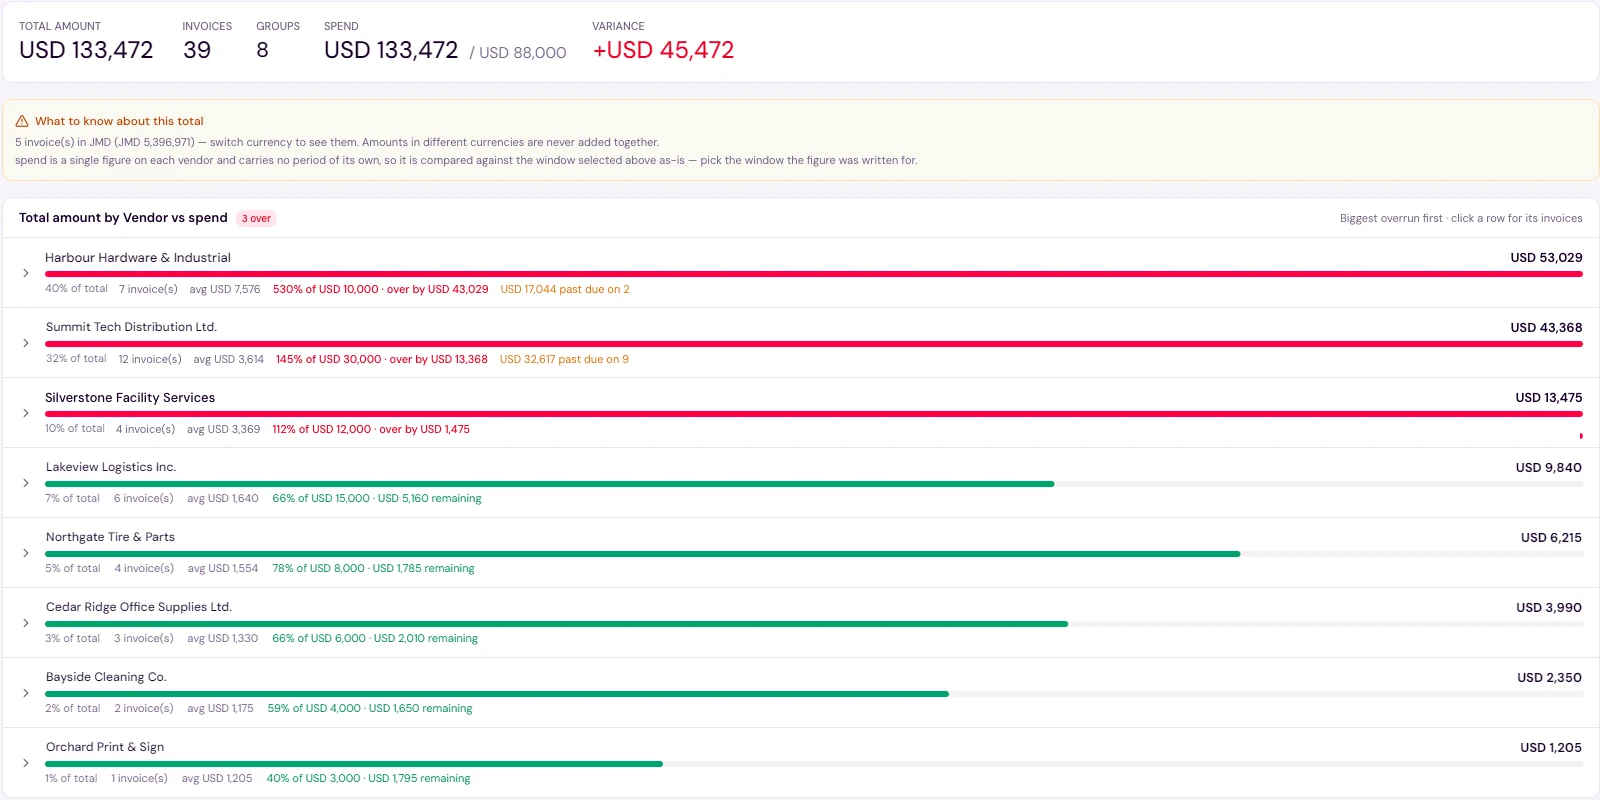 TOTAL AMOUNT INVOICES GROUPS SPEND VARIANCE
USD 133,472 39 8 USD 133,472 / USD 88,000 +USD 45,472
What to know about this total
5 invoice(s) in JMD (JMD 5,396,971) — switch currency to see them. Amounts in different currencies are never added together.
spend is a single figure on each vendor and carries no period of its own, so it is compared against the window selected above as-is — pick the window the figure was written for.
Total amount by Vendor vs spend 3 over Biggest overrun first · click a row for its invoices
Harbour Hardware & Industrial USD 53,029
40% of total 7 invoice(s) avg USD 7,576 530% of USD 10,000 · over by USD 43,029 USD 17,044 past due on 2
Summit Tech Distribution Ltd. USD 43,368
32% of total 12 invoice(s) avg USD 3,614 145% of USD 30,000 · over by USD 13,368 USD 32,617 past due on 9
Silverstone Facility Services USD 13,475
10% of total 4 invoice(s) avg USD 3,369 112% of USD 12,000 · over by USD 1,475
Lakeview Logistics Inc. USD 9,840
7% of total 6 invoice(s) avg USD 1,640 66% of USD 15,000 · USD 5,160 remaining
Northgate Tire & Parts USD 6,215
5% of total 4 invoice(s) avg USD 1,554 78% of USD 8,000 · USD 1,785 remaining
Cedar Ridge Office Supplies Ltd. USD 3,990
3% of total 3 invoice(s) avg USD 1,330 66% of USD 6,000 · USD 2,010 remaining
Bayside Cleaning Co. USD 2,350
2% of total 2 invoice(s) avg USD 1,175 59% of USD 4,000 · USD 1,650 remaining
Orchard Print & Sign USD 1,205
1% of total 1 invoice(s) avg USD 1,205 40% of USD 3,000 · USD 1,795 remaining